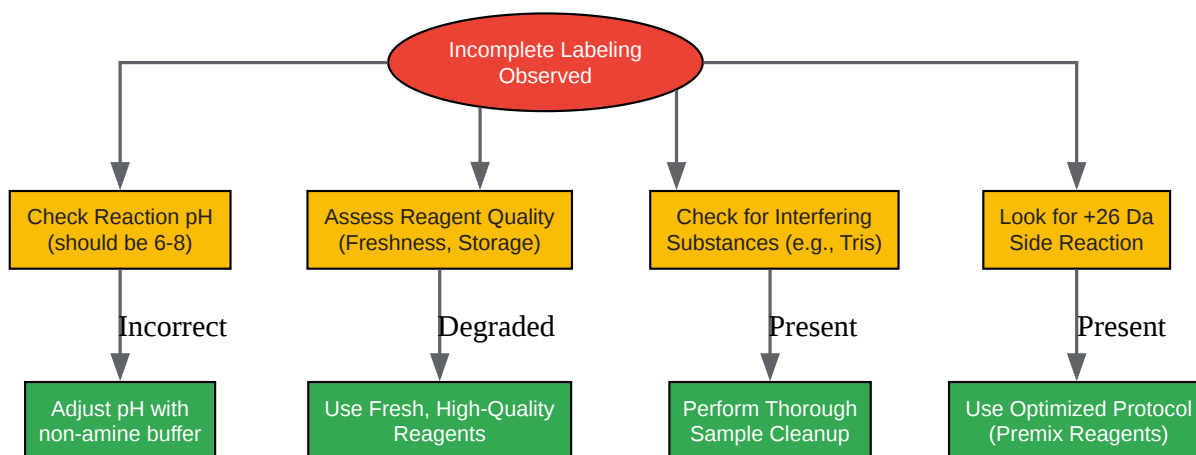 Incomplete Labeling
Observed
Check Reaction pH
(should be 6-8)
Assess Reagent Quality
(Freshness, Storage)
Check for Interfering
Substances (e.g., Tris)
Look for +26 Da
Side Reaction
Incorrect
Degraded
Present
Present
Adjust pH with
non-amine buffer
Use Fresh, High-Quality
Reagents
Perform Thorough
Sample Cleanup
Use Optimized Protocol
(Premix Reagents)